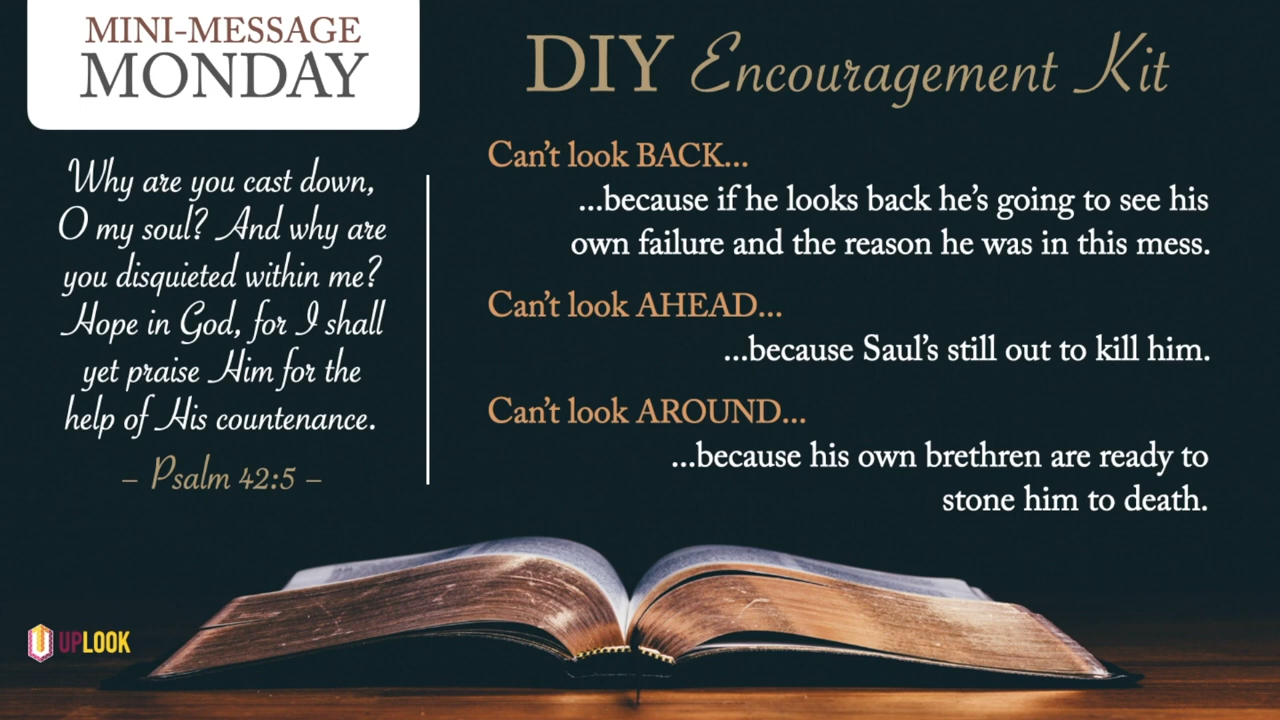 MINI-MESSAGE
MONDAY
Why are you cast down,
O my soul? And why are
you disquieted within me?
Hope in God, for I shall
yet praise Him for the
help of His countenance.
– Psalm 42:5 –
DIY Encouragement Kit
Can't look BACK...
...because if he looks back he's going to see his
own failure and the reason he was in this mess.
Can't look AHEAD...
...because Saul's still out to kill him.
Can't look AROUND...
...because his own brethren are ready to
stone him to death.
UPLOOK